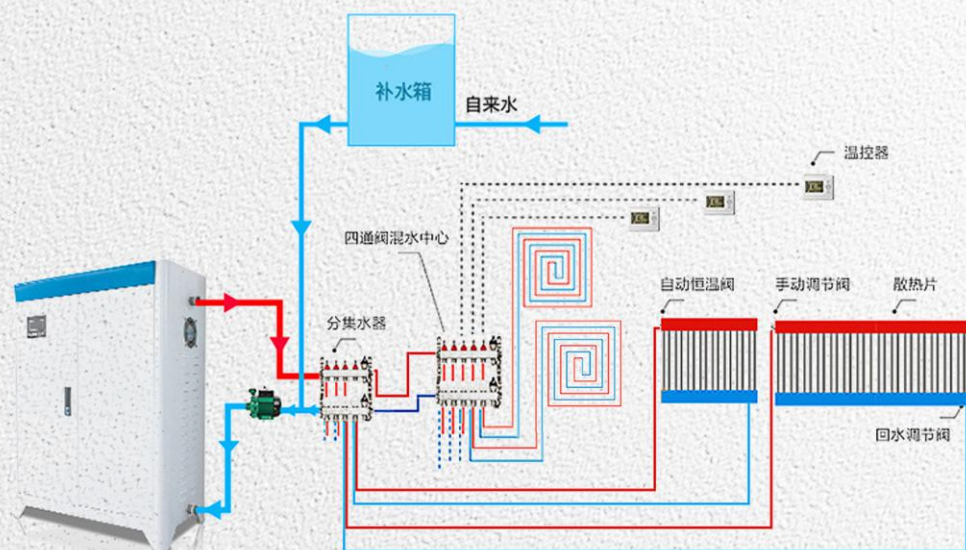 补水箱
自来水
温控器
四通阀混水中心
自动恒温阀
手动调节阀
散热片
分集水器
回水调节阀